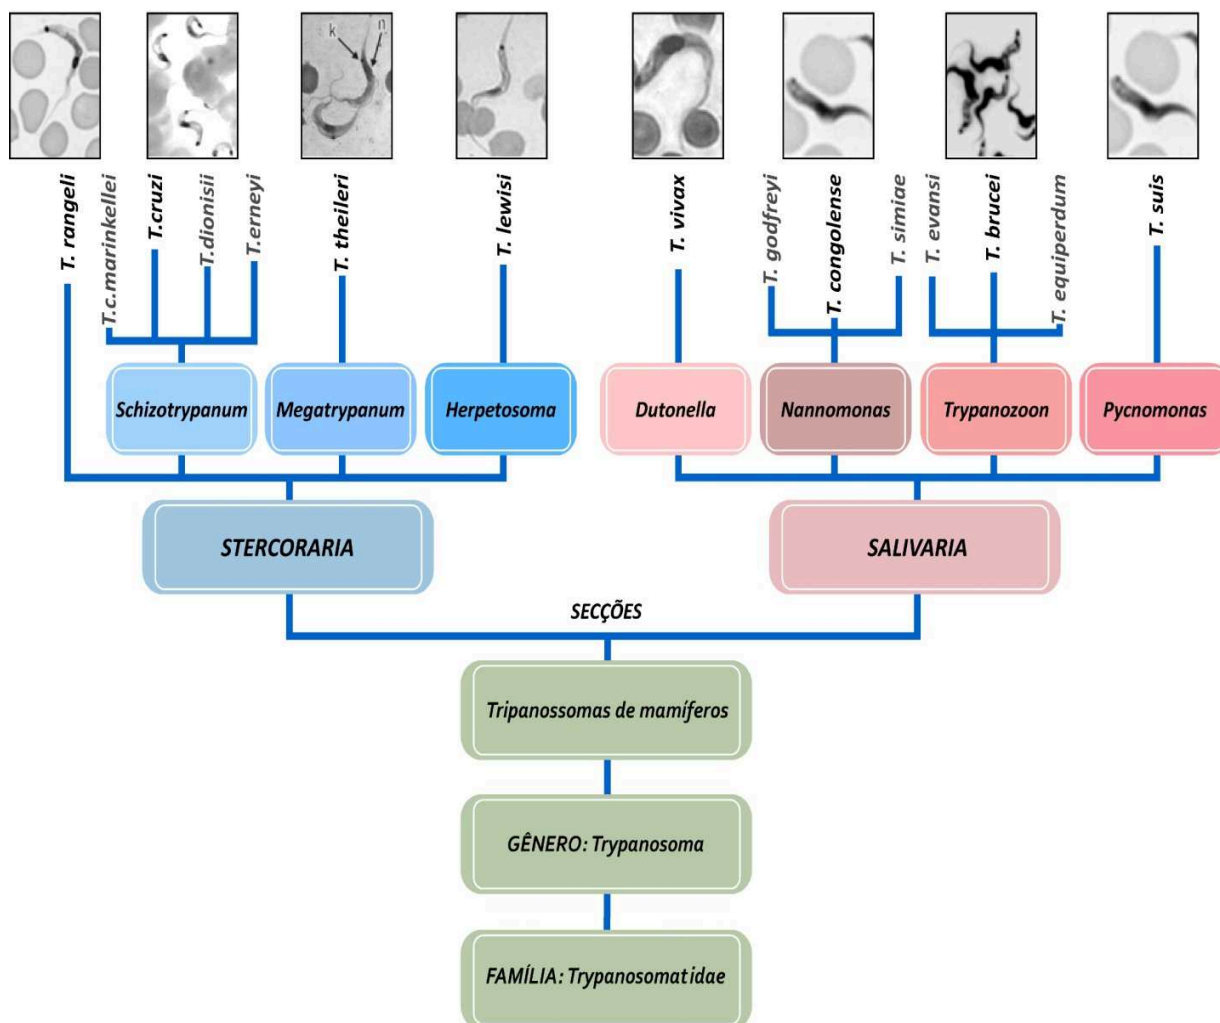 k n
T. rangeli
T.c.marinkellei
T.cruzi
T.dionisii
T.erneyi
T. theileri
T. lewisi
T. vivax
T. godfreyi
T. congolense
T. simiae
T. evansi
T. brucei
T. equiperdum
T. suis
Schizotrypanum
Megatrypanum
Herpetosoma
Dutonella
Nannomonas
Trypanozoon
Pycnomonas
STERCORARIA
SALIVARIA
SECÇÕES
Tripanossomas de mamíferos
GÊNERO: Trypanosoma
FAMÍLIA: Trypanosomatidae